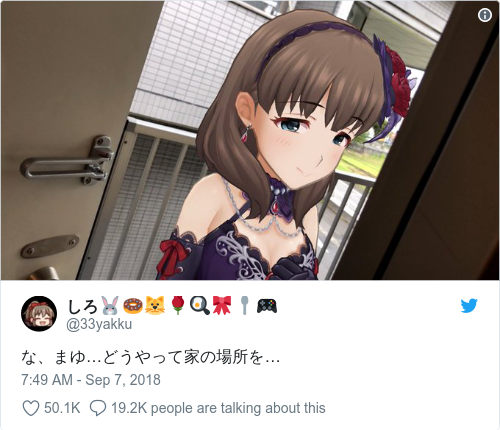 しろ🐰🍩🐱🌹🍳🎀🥄🎮
@33yakku
な、まゆ…どうやって家の場所を…
7:49 AM - Sep 7, 2018
50.1K 19.2K people are talking about this